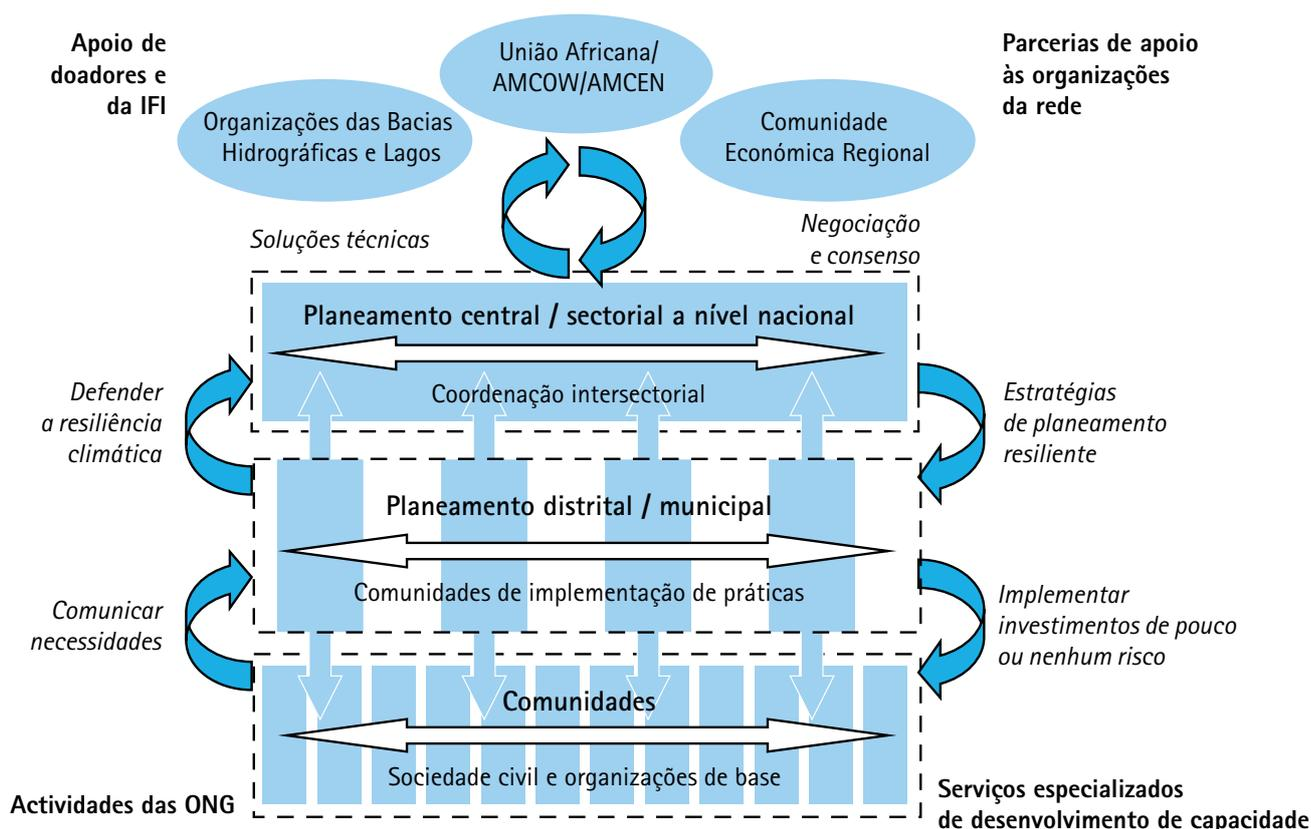 Apoio de
doadores e
da IFI
União Africana/
AMCOW/AMCEN
Parcerias de apoio
às organizações
da rede
Organizações das Bacias
Hidrográficas e Lagos
Comunidade
Económica Regional
Soluções técnicas
Negociação
e consenso
Planeamento central / sectorial a nível nacional
Coordenação intersectorial
Defender
a resiliência
climática
Estratégias
de planeamento
resiliente
Planeamento distrital / municipal
Comunidades de implementação de práticas
Comunicar
necessidades
Implementar
investimentos de pouco
ou nenhum risco
Comunidades
Sociedade civil e organizações de base
Actividades das ONG
Serviços especializados
de desenvolvimento de capacidade